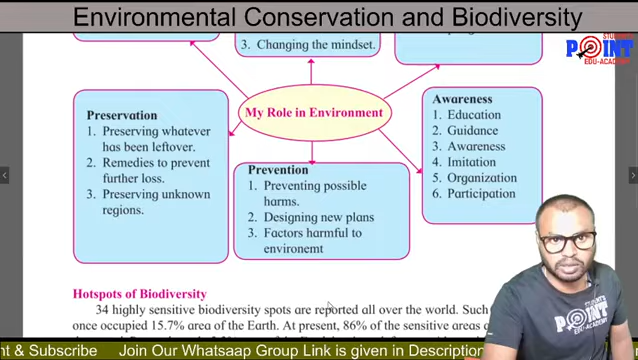 Environmental Conservation and Biodiversity
STUDENTS
POINT
EDU-ACADEMY
3. Changing the mindset.
My Role in Environment
Preservation
1. Preserving whatever
has been leftover.
2. Remedies to prevent
further loss.
3. Preserving unknown
regions.
Prevention
1. Preventing possible
harms.
2. Designing new plans
3. Factors harmful to
environemt
Awareness
1. Education
2. Guidance
3. Awareness
4. Imitation
5. Organization
6. Participation
POINT
Hotspots of Biodiversity
34 highly sensitive biodiversity spots are reported all over the world. Such
once occupied 15.7% area of the Earth. At present, 86% of the sensitive areas
nt & Subscribe Join Our Whatsaap Group Link is given in Description